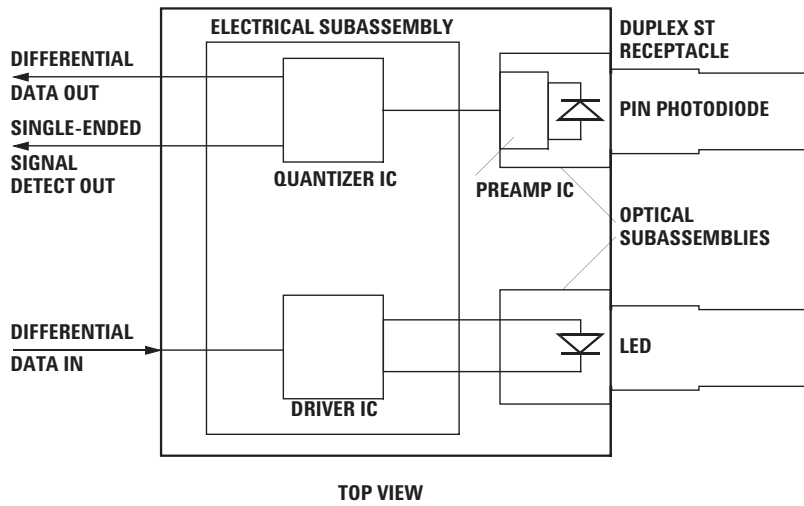 ELECTRICAL SUBASSEMBLY
DUPLEX ST
RECEPTACLE
DIFFERENTIAL
DATA OUT
SINGLE-ENDED
SIGNAL
DETECT OUT
QUANTIZER IC
PREAMP IC
PIN PHOTODIODE
OPTICAL
SUBASSEMBLIES
DIFFERENTIAL
DATA IN
DRIVER IC
LED
TOP VIEW